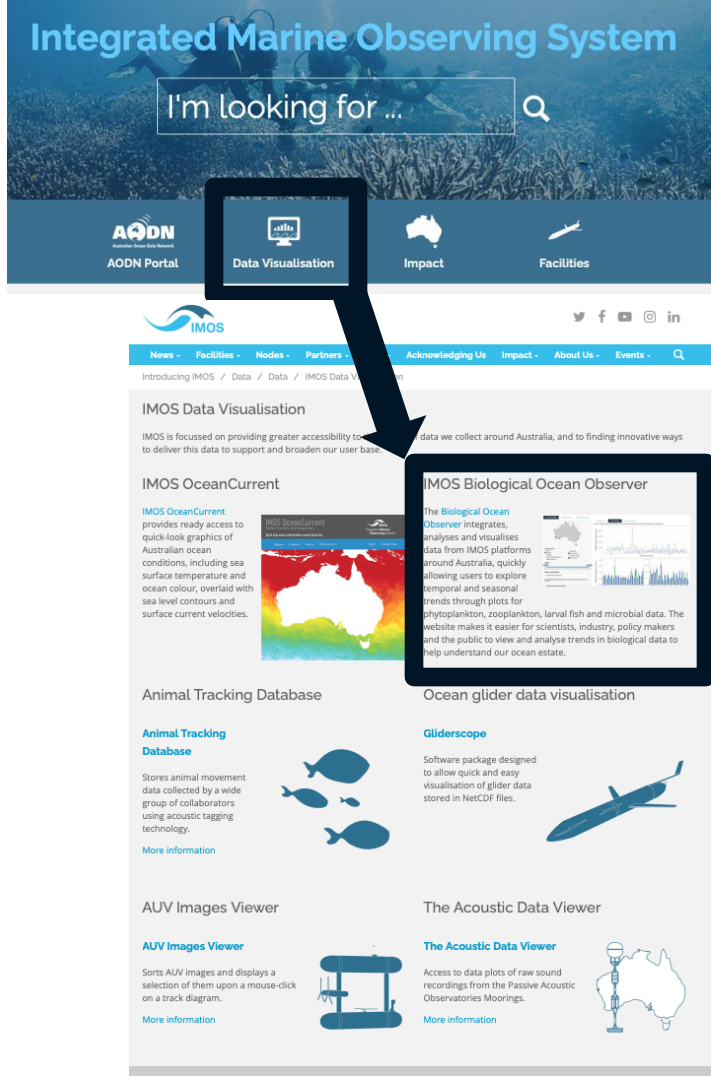 Integrated Marine Observing System
I'm looking for ...
AODN
Australian Ocean Data Network
AODN Portal
Data Visualisation
Impact
Facilities
IMOS
News
Facilities
Nodes
Partners
Acknowledging Us
Impact
About Us
Events
Introducing IMOS / Data / Data / IMOS Data
IMOS Data Visualisation
IMOS is focussed on providing greater accessibility to
data we collect around Australia, and to finding innovative ways
to deliver this data to support and broaden our user base.
IMOS OceanCurrent
IMOS OceanCurrent
provides ready access to
quick-look graphics of
Australian ocean
conditions, including sea
surface temperature and
ocean colour, overlaid with
sea level contours and
surface current velocities.
IMOS OceanCurrent
IMOS Biological Ocean Observer
The Biological Ocean
Observer integrates,
analyses and visualises
data from IMOS platforms
around Australia, quickly
allowing users to explore
temporal and seasonal
trends through plots for
phytoplankton, zooplankton, larval fish and microbial data. The
website makes it easier for scientists, industry, policy makers
and the public to view and analyse trends in biological data to
help understand our ocean estate.
Animal Tracking Database
Animal Tracking
Database
Stores animal movement
data collected by a wide
group of collaborators
using acoustic tagging
technology.
More information
Ocean glider data visualisation
Gliderscope
Software package designed
to allow quick and easy
visualisation of glider data
stored in NetCDF files.
AUV Images Viewer
AUV Images Viewer
Sorts AUV images and displays a
selection of them upon a mouse-click
on a track diagram.
More information
The Acoustic Data Viewer
The Acoustic Data Viewer
Access to data plots of raw sound
recordings from the Passive Acoustic
Observatories Moorings.
More information